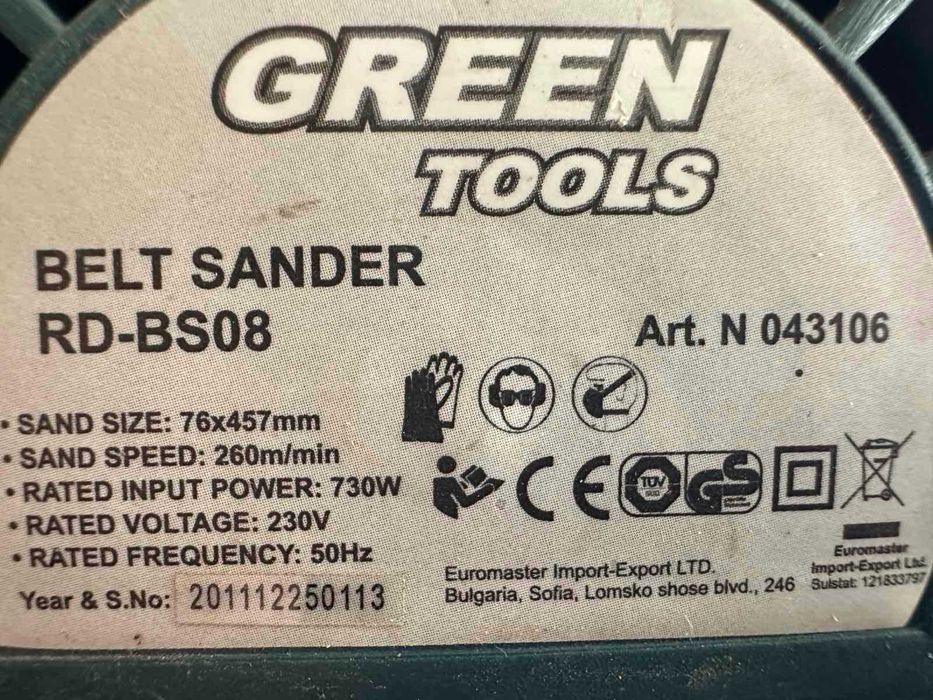 GREEN
TOOLS
BELT SANDER
RD-BS08
Art. N 043106
• SAND SIZE: 76x457mm
• SAND SPEED: 260m/min
• RATED INPUT POWER: 730W
• RATED VOLTAGE: 230V
• RATED FREQUENCY: 50Hz
Year & S.No: 201112250113
CE
TÜV
SÜD
GS
Euromaster Import-Export LTD.
Bulgaria, Sofia, Lomsko shose blvd., 246
Euromaster
Import-Export Ltd.
Sulstat: 121833797